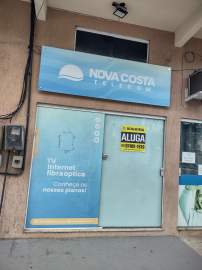 NOVA COSTA
TELECOM
ALUGA
TV
Internet
fibra óptica
Conheça os
nossos planos!